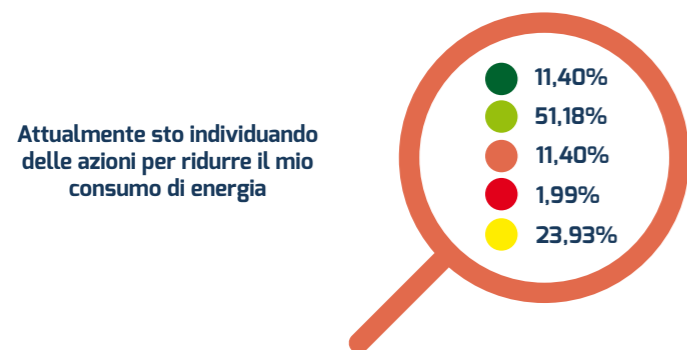 Attualmente sto individuando
delle azioni per ridurre il mio
consumo di energia
11,40%
51,18%
11,40%
1,99%
23,93%